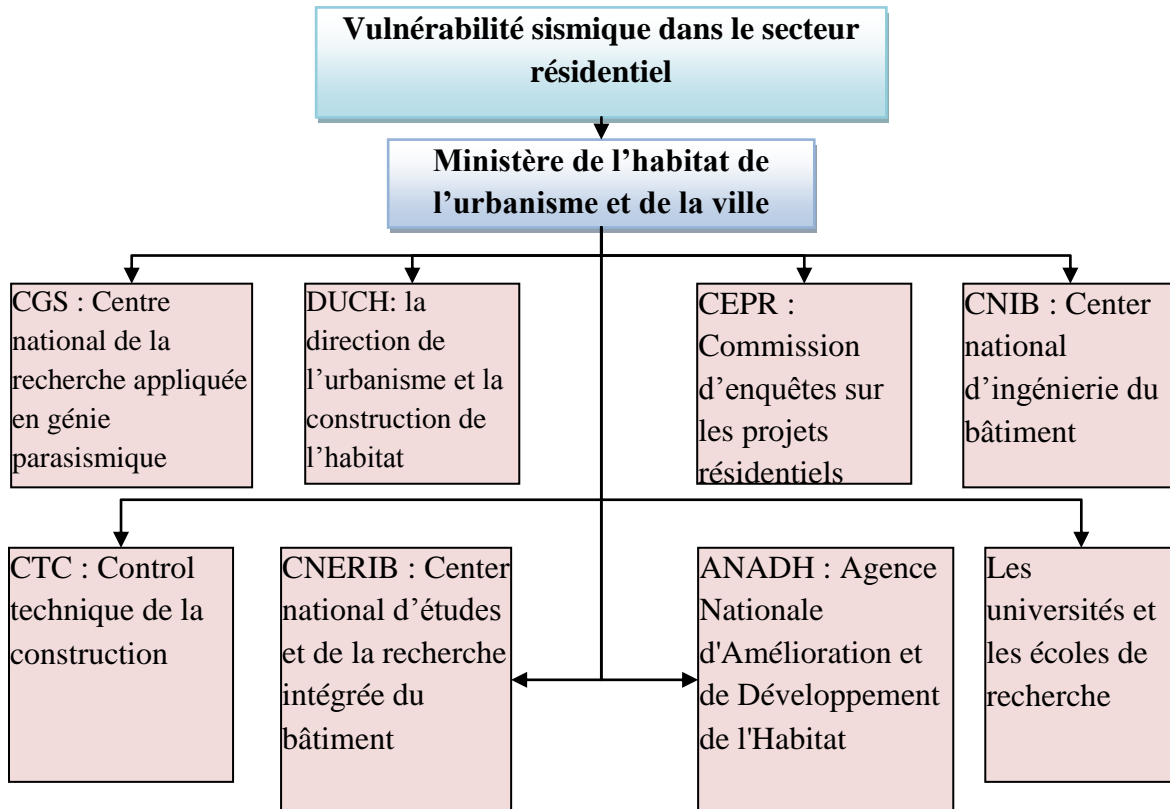 Vulnérabilité sismique dans le secteur
résidentiel
Ministère de l’habitat de
l’urbanisme et de la ville
CGS : Centre
national de la
recherche appliquée
en génie
parasismique
DUCH: la
direction de
l’urbanisme et la
construction de
l’habitat
CEPR :
Commission
d’enquêtes sur
les projets
résidentiels
CNIB : Center
national
d’ingénierie du
bâtiment
CTC : Control
technique de la
construction
CNERIB : Center
national d’études
et de la recherche
intégrée du
bâtiment
ANADH : Agence
Nationale
d'Amélioration et
de Développement
de l'Habitat
Les
universités et
les écoles de
recherche